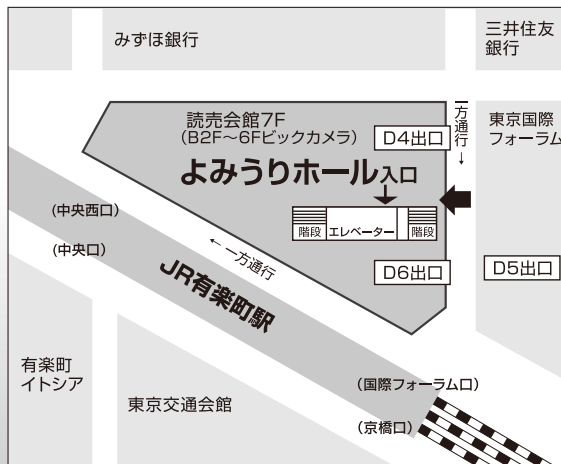 みずほ銀行
三井住友
銀行
読売会館7F
(B2F〜6Fビックカメラ)
D4出口
一方通行→
東京国際
フォーラム
よみうりホール入口
階段
エレベーター
階段
(中央西口)
(中央口)
←一方通行
D6出口
D5出口
JR有楽町駅
有楽町
イトシア
東京交通会館
(国際フォーラム口)
(京橋口)